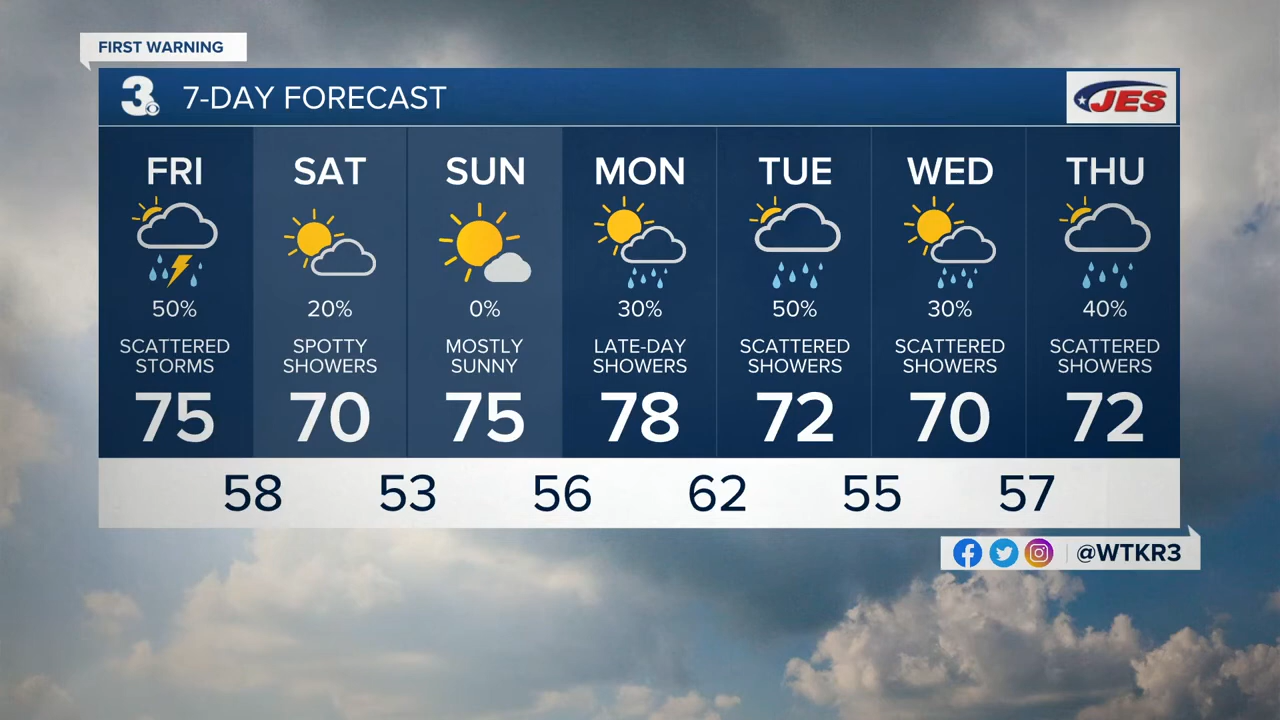 FIRST WARNING
3
7-DAY FORECAST
JES
FRI SAT SUN MON TUE WED THU
50% 20% 0% 30% 50% 30% 40%
SCATTERED SPOTTY MOSTLY LATE-DAY SCATTERED SCATTERED SCATTERED
STORMS SHOWERS SUNNY SHOWERS SHOWERS SHOWERS SHOWERS
75 70 75 78 72 70 72
58 53 56 62 55 57
@WTKR3